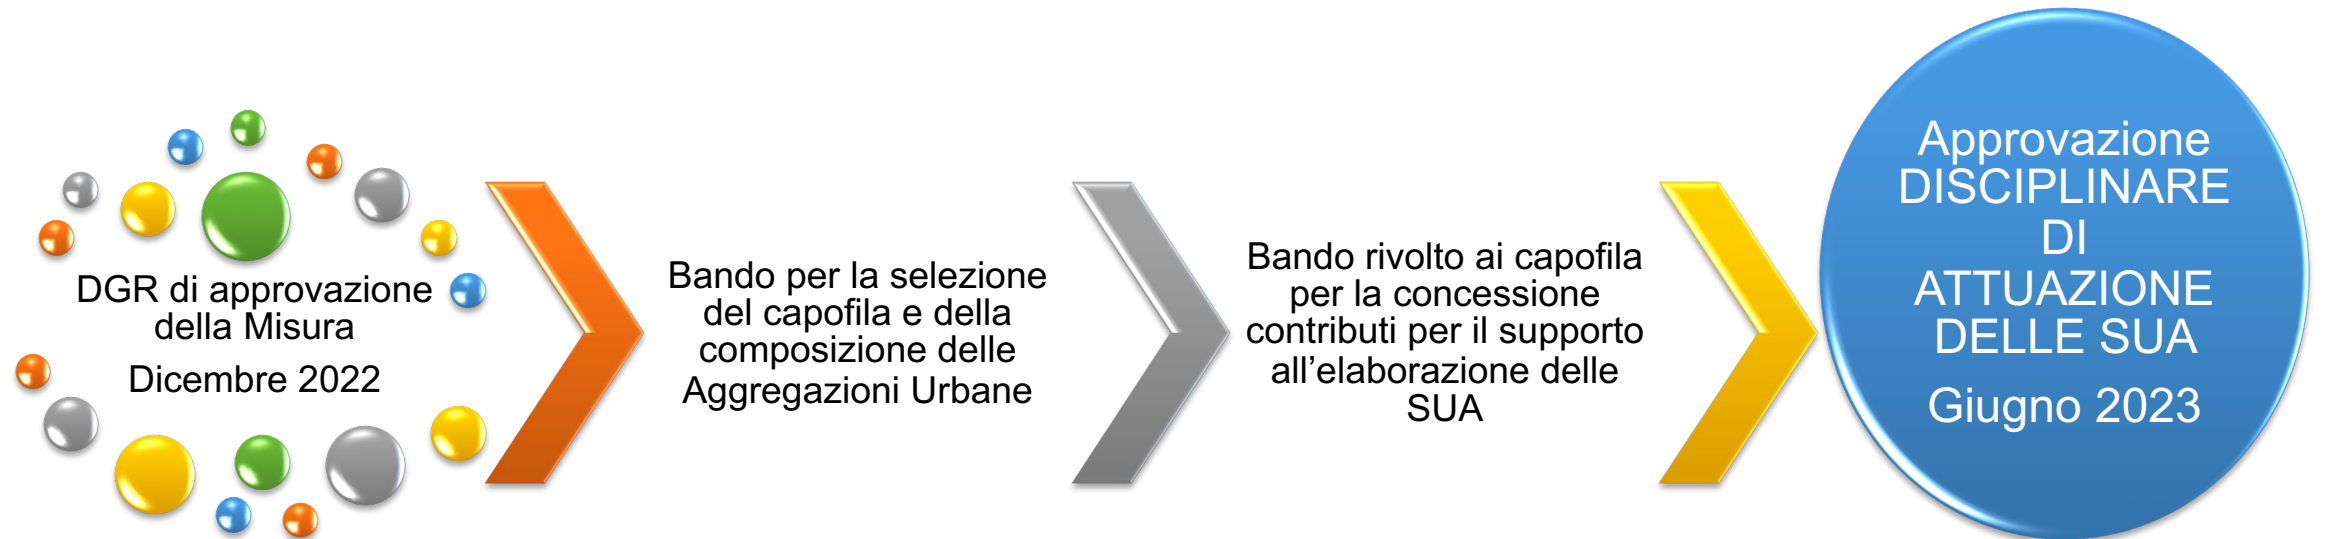 DGR di approvazione
della Misura
Dicembre 2022
Bando per la selezione
del capofila e della
composizione delle
Aggregazioni Urbane
Bando rivolto ai capofila
per la concessione
contributi per il supporto
all’elaborazione delle
SUA
Approvazione
DISCIPLINARE
DI
ATTUAZIONE
DELLE SUA
Giugno 2023